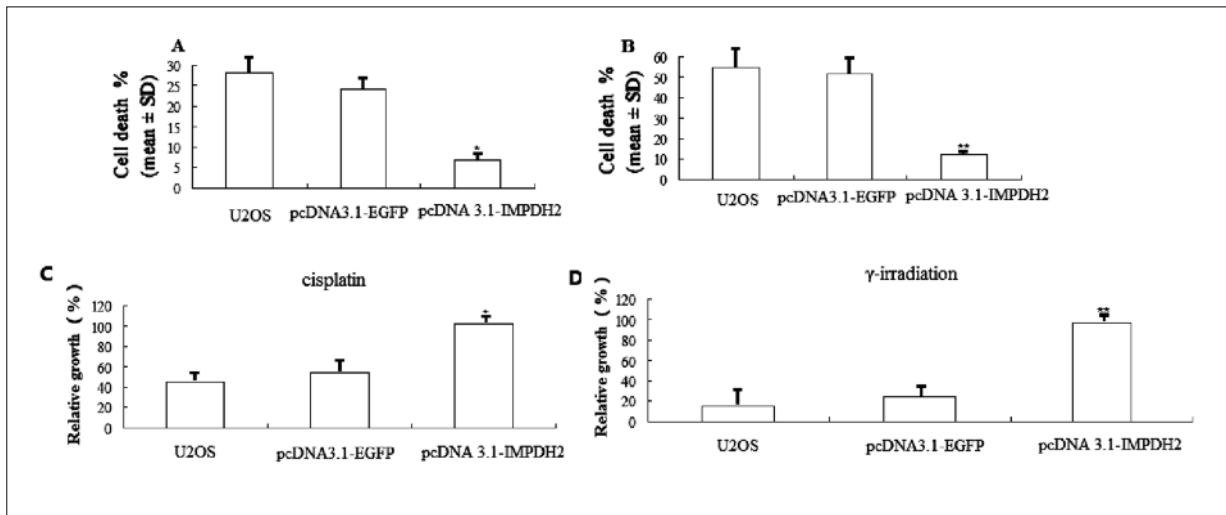 A
Cell death %
(mean ± SD)
30
25
20
15
10
5
0
*
U2OS
pcDNA3.1-EGFP
pcDNA 3.1-IMPDH2
B
Cell death %
(mean ± SD)
60
50
40
30
20
10
0
**
U2OS
pcDNA3.1-EGFP
pcDNA 3.1-IMPDH2
C
cisplatin
Relative growth ( % )
120
100
80
60
40
20
0
U2OS
pcDNA3.1-EGFP
pcDNA 3.1-IMPDH2
D
γ-irradiation
Relative growth ( % )
120
100
80
60
40
20
0
**
U2OS
pcDNA3.1-EGFP
pcDNA 3.1-IMPDH2